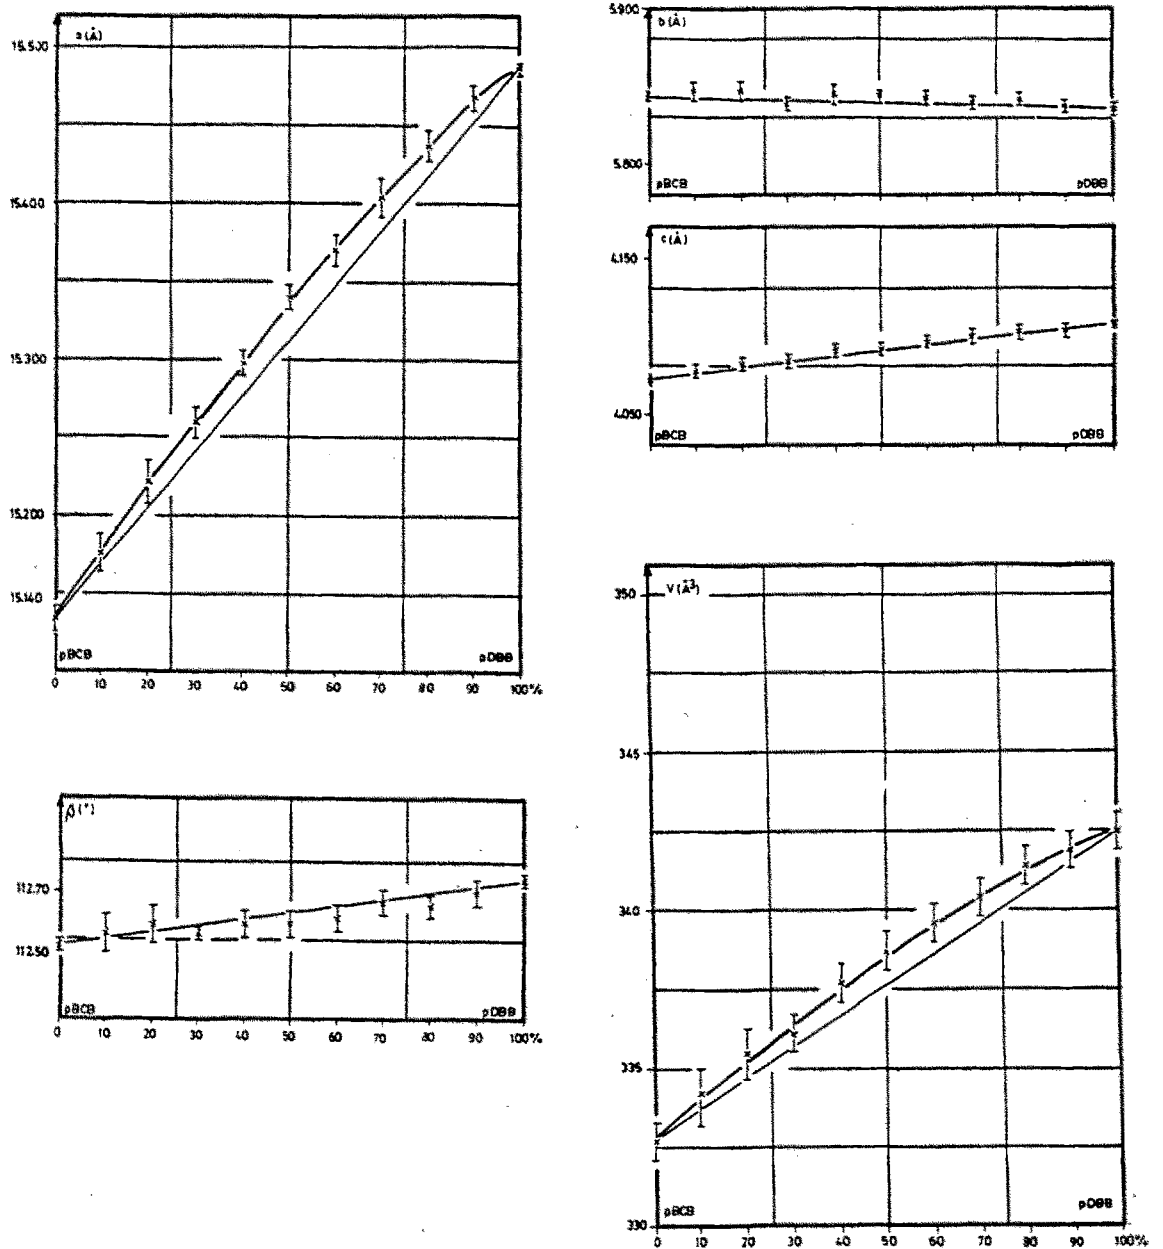 a (Å)
15.500
15.400
15.300
15.200
15.140
pBCB pDBB
0 10 20 30 40 50 60 70 80 90 100%
b (Å)
5.900
5.800
pBCB pDBB
c (Å)
4.150
4.050
pBCB pDBB
β (°)
112.70
112.50
pBCB pDBB
0 10 20 30 40 50 60 70 80 90 100%
V (Å³)
350
345
340
335
330
pBCB pDBB
0 10 20 30 40 50 60 70 80 90 100%